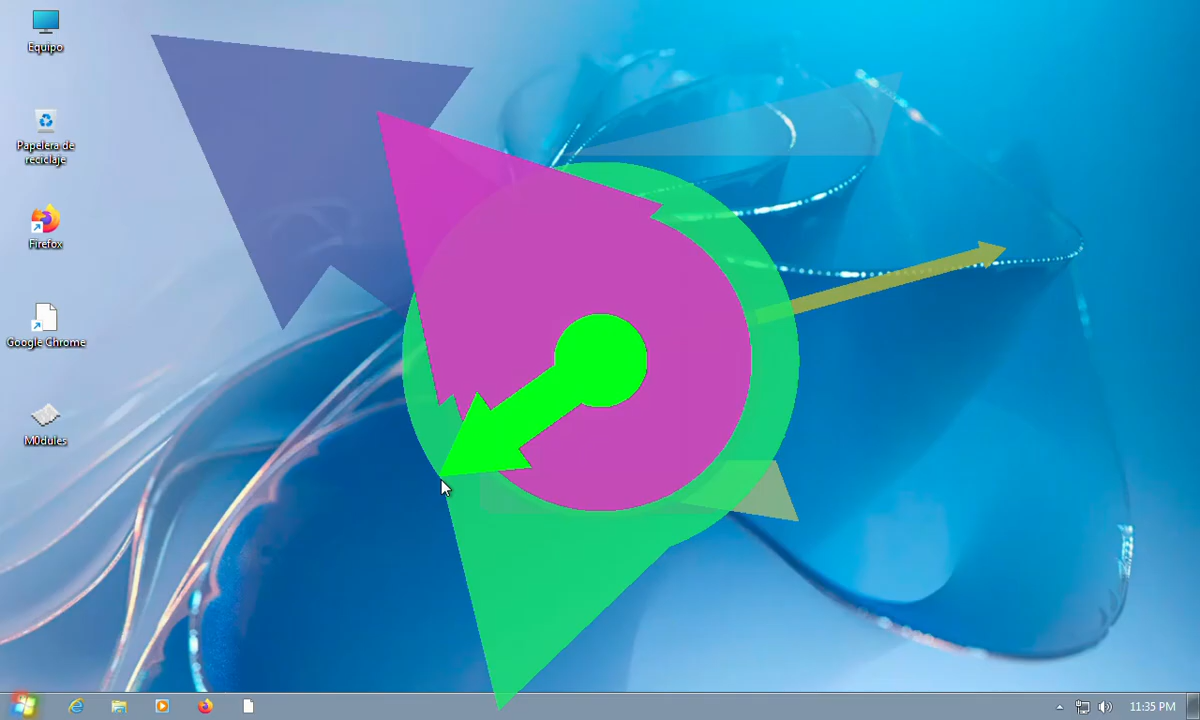 Equipo
Papelera de
reciclaje
Firefox
Google Chrome
M0dules
11:35 PM